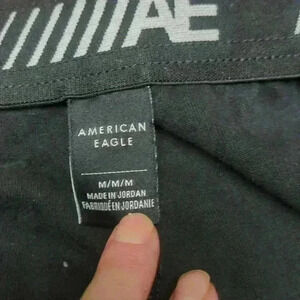 AE
AMERICAN
EAGLE
M/M/M
MADE IN JORDAN
FABRIQUÉ EN JORDANIE